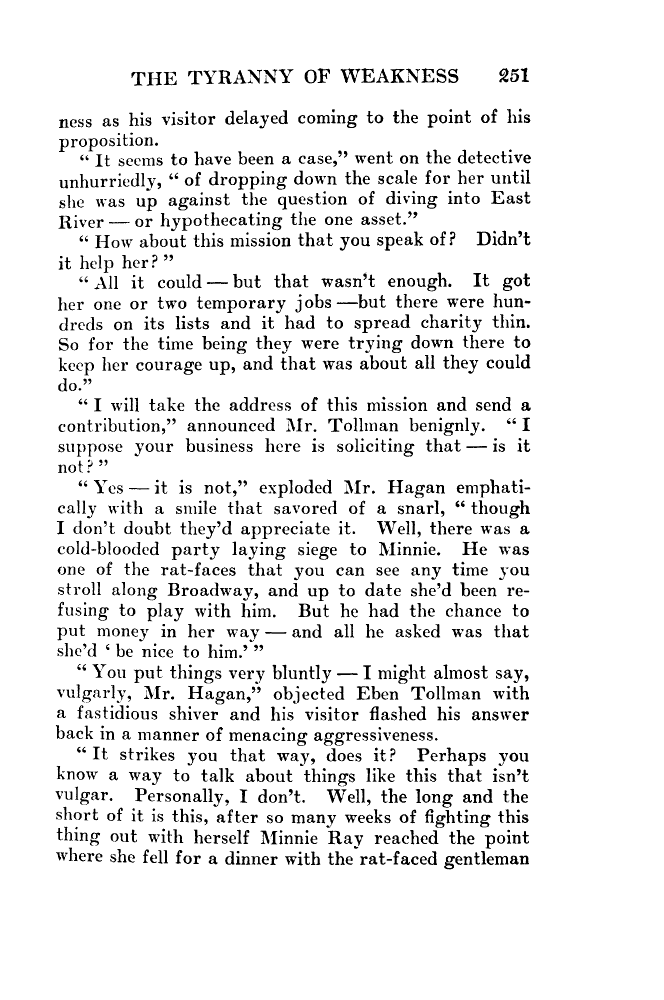 THE TYRANNY OF WEAKNESS 251
ness as his visitor delayed coming to the point of his
proposition.
“ It seems to have been a case,” went on the detective
unhurriedly, “ of dropping down the scale for her until
she was up against the question of diving into East
River — or hypothecating the one asset.”
“ How about this mission that you speak of? Didn’t
it help her? ”
“ All it could — but that wasn’t enough. It got
her one or two temporary jobs —but there were hun-
dreds on its lists and it had to spread charity thin.
So for the time being they were trying down there to
keep her courage up, and that was about all they could
do.”
“ I will take the address of this mission and send a
contribution,” announced Mr. Tollman benignly. “ I
suppose your business here is soliciting that — is it
not? ”
“ Yes — it is not,” exploded Mr. Hagan emphati-
cally with a smile that savored of a snarl, “ though
I don’t doubt they’d appreciate it. Well, there was a
cold-blooded party laying siege to Minnie. He was
one of the rat-faces that you can see any time you
stroll along Broadway, and up to date she’d been re-
fusing to play with him. But he had the chance to
put money in her way — and all he asked was that
she’d ‘ be nice to him.’ ”
“ You put things very bluntly — I might almost say,
vulgarly, Mr. Hagan,” objected Eben Tollman with
a fastidious shiver and his visitor flashed his answer
back in a manner of menacing aggressiveness.
“ It strikes you that way, does it? Perhaps you
know a way to talk about things like this that isn’t
vulgar. Personally, I don’t. Well, the long and the
short of it is this, after so many weeks of fighting this
thing out with herself Minnie Ray reached the point
where she fell for a dinner with the rat-faced gentleman